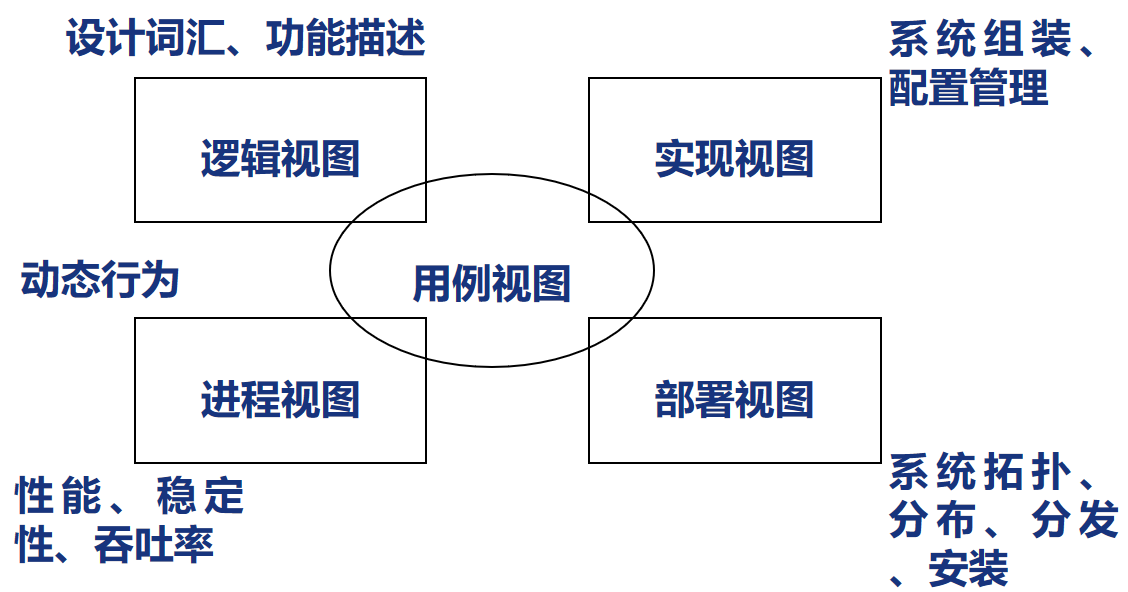 设计词汇、功能描述
系统组装、
配置管理
逻辑视图
实现视图
动态行为
用例视图
进程视图
部署视图
性能、稳定
性、吞吐率
系统拓扑、
分布、分发
、安装